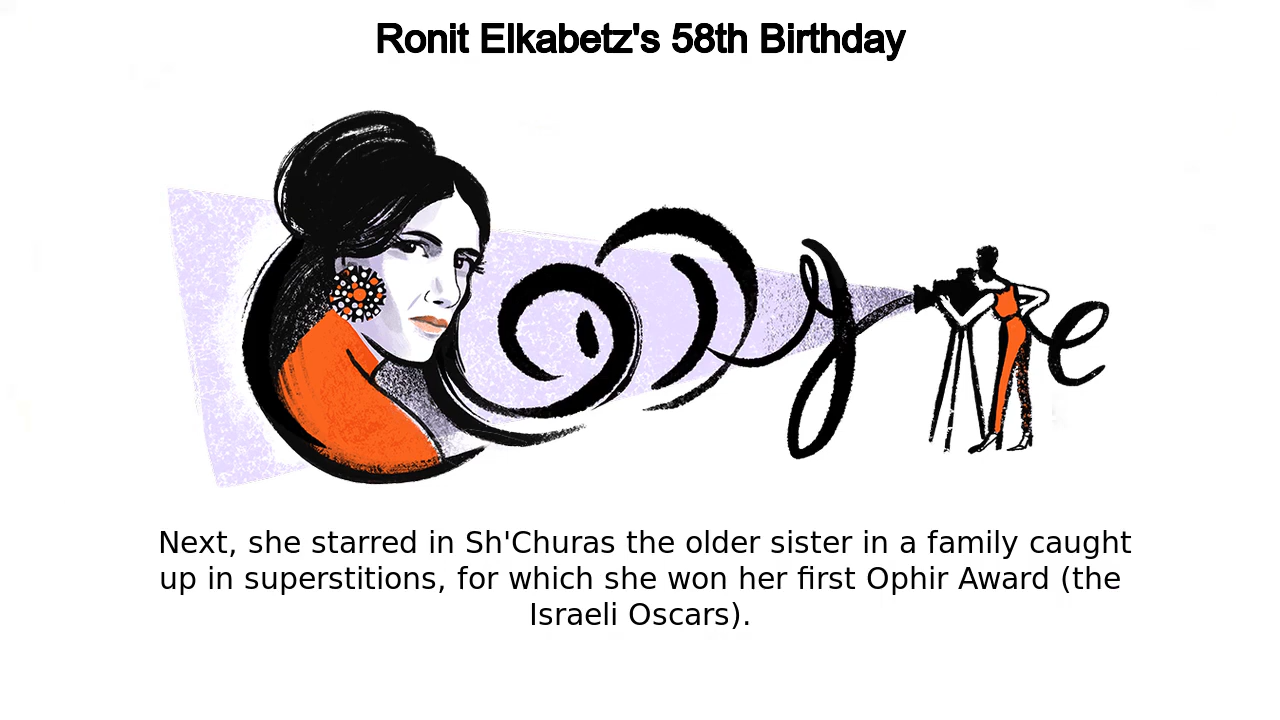 Ronit Elkabetz's 58th Birthday
Google
Next, she starred in Sh'Churas the older sister in a family caught
up in superstitions, for which she won her first Ophir Award (the
Israeli Oscars).